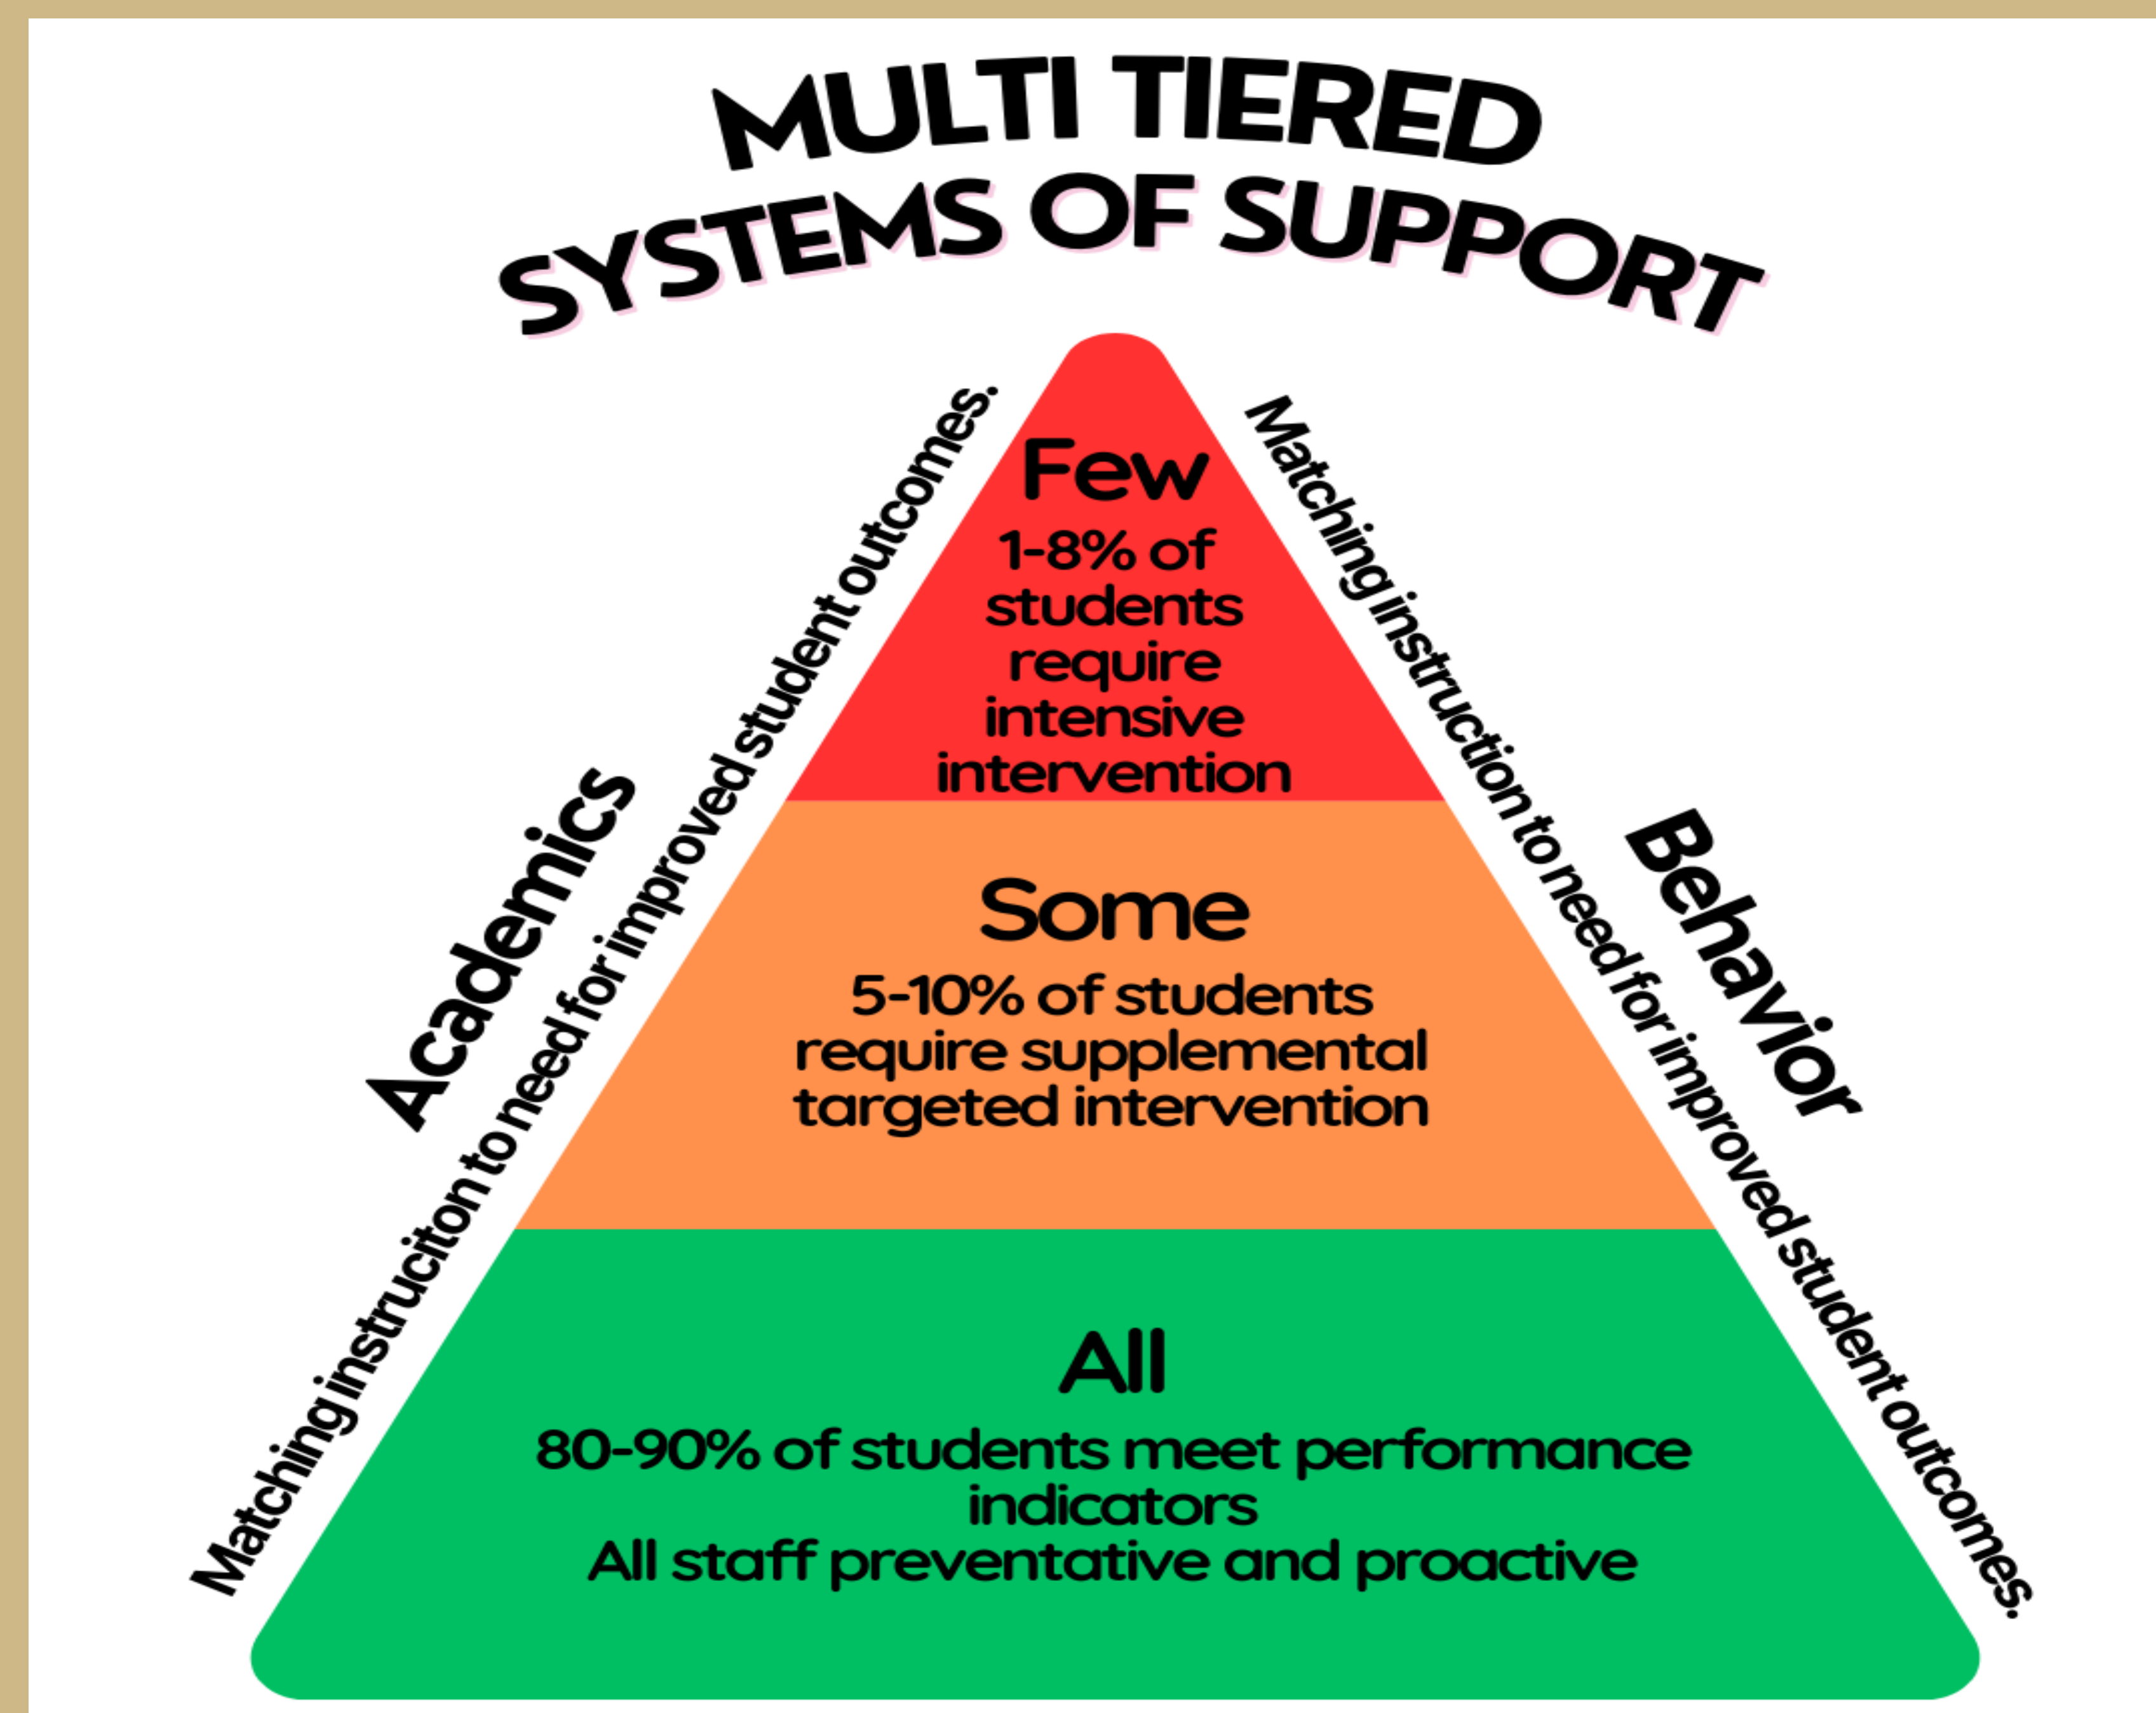 MULTI TIERED
SYSTEMS OF SUPPORT
Academics
Matching instruciton to need for improved student outcomes.
Few
1-8% of
students
require
intensive
intervention
Some
5-10% of students
require supplemental
targeted intervention
All
80-90% of students meet performance
indicators
All staff preventative and proactive
Matching instruction to need for improved student outcomes.
Behavior